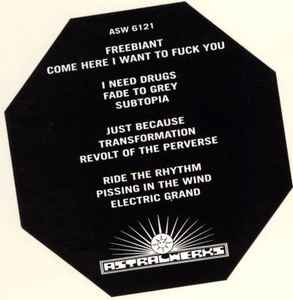 ASW 6121
FREEBIANT
COME HERE I WANT TO FUCK YOU
I NEED DRUGS
FADE TO GREY
SUBTOPIA
JUST BECAUSE
TRANSFORMATION
REVOLT OF THE PERVERSE
RIDE THE RHYTHM
PISSING IN THE WIND
ELECTRIC GRAND
ASTRALWERKS